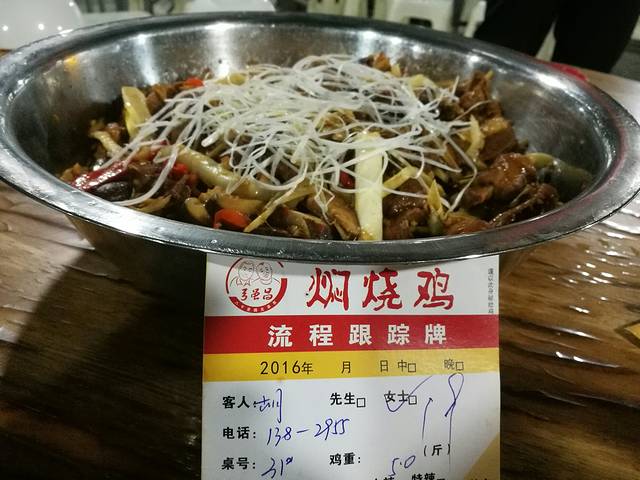 焖烧鸡
流程跟踪牌
2016年 月 日 中□ 晚□
客人: 胡 先生□ 女士□
电话: 138-2955
桌号: 31# 鸡重: 5.0 (斤)